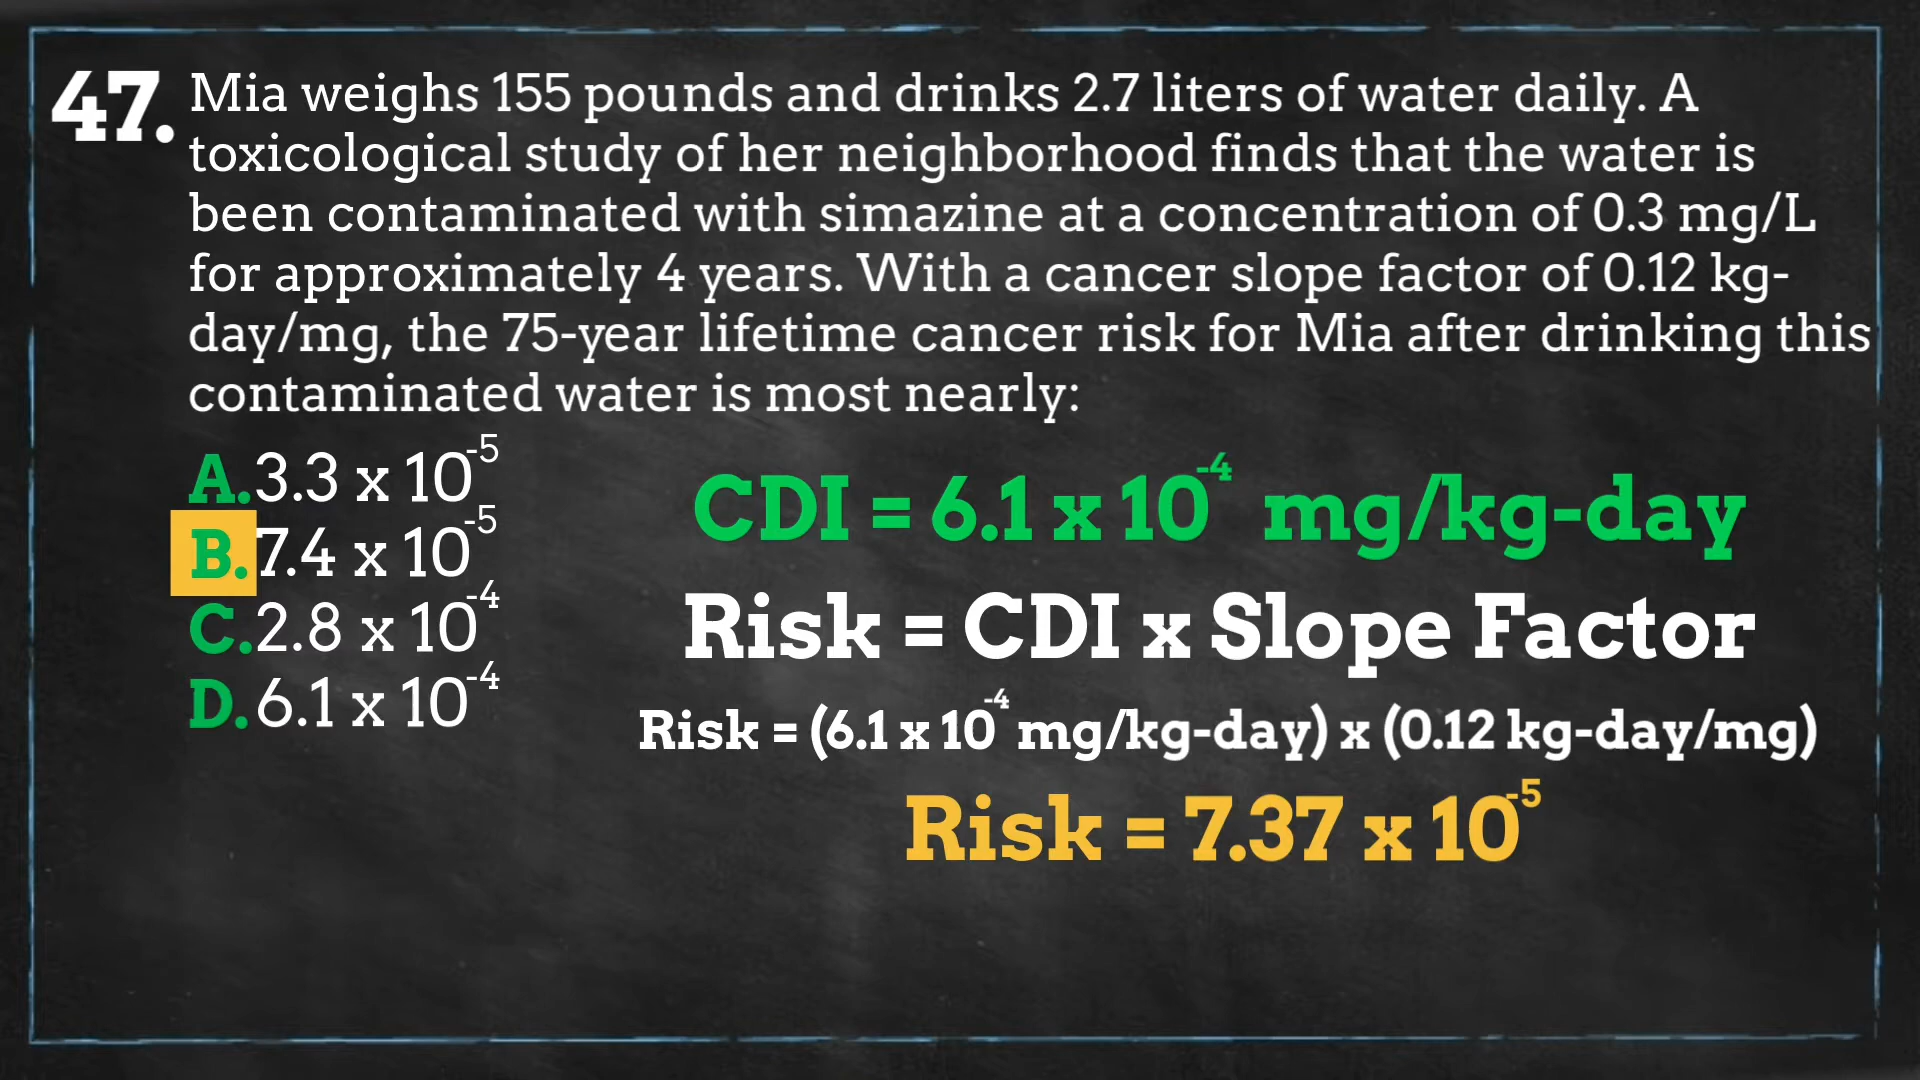 47. Mia weighs 155 pounds and drinks 2.7 liters of water daily. A
toxicological study of her neighborhood finds that the water is
been contaminated with simazine at a concentration of 0.3 mg/L
for approximately 4 years. With a cancer slope factor of 0.12 kg-
day/mg, the 75-year lifetime cancer risk for Mia after drinking this
contaminated water is most nearly:
A. 3.3 x 10⁻⁵
B. 7.4 x 10⁻⁵
C. 2.8 x 10⁻⁴
D. 6.1 x 10⁻⁴
CDI = 6.1 x 10⁻⁴ mg/kg-day
Risk = CDI x Slope Factor
Risk = (6.1 x 10⁻⁴ mg/kg-day) x (0.12 kg-day/mg)
Risk = 7.37 x 10⁻⁵